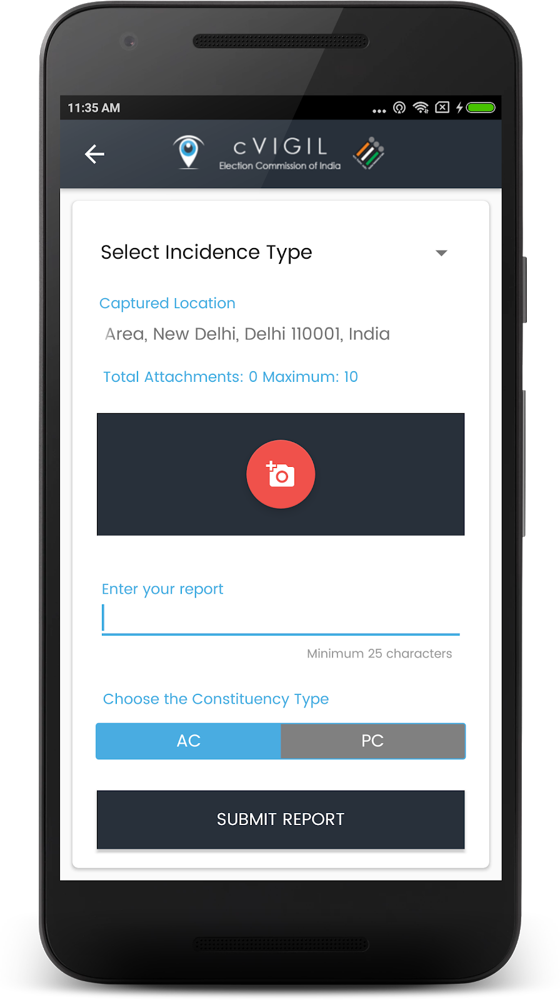 11:35 AM
cVIGIL
Election Commission of India
Select Incidence Type
Captured Location
Area, New Delhi, Delhi 110001, India
Total Attachments: 0 Maximum: 10
Enter your report
Minimum 25 characters
Choose the Constituency Type
AC PC
SUBMIT REPORT